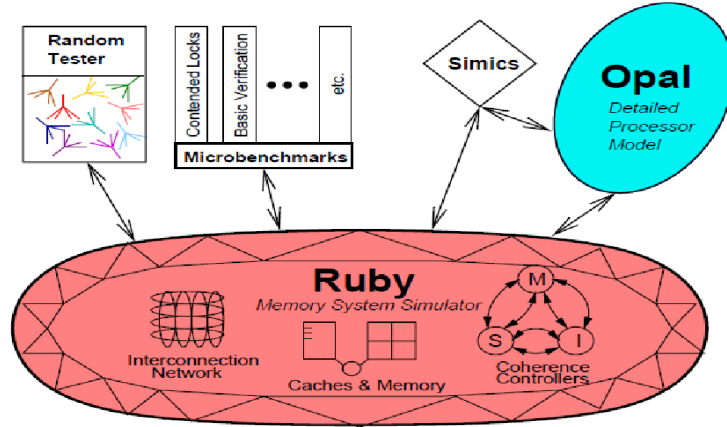 Random
Tester
Contended Locks
Basic Verification
etc.
Microbenchmarks
Simics
Opal
Detailed
Processor
Model
Ruby
Memory System Simulator
Interconnection
Network
Caches & Memory
M
S
I
Coherence
Controllers